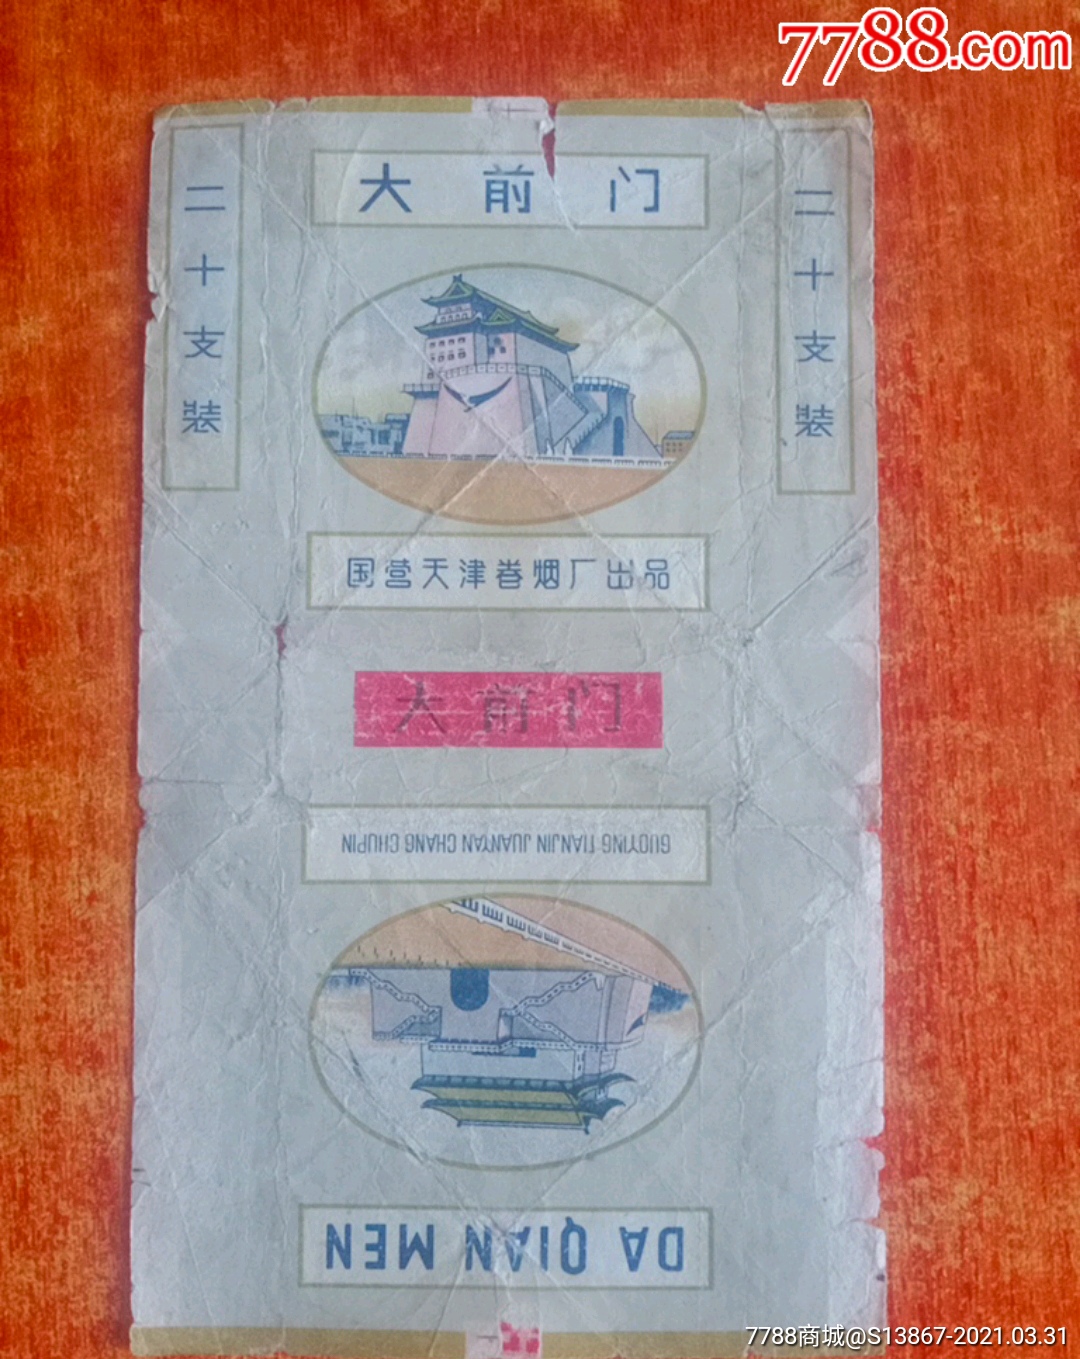 7788.com
大前门
二十支装
二十支装
国营天津卷烟厂出品
大前门
GUOYING TIANJIN JUANYAN CHANG CHUPIN
DA QIAN MEN
7788商城@S13867-2021.03.31